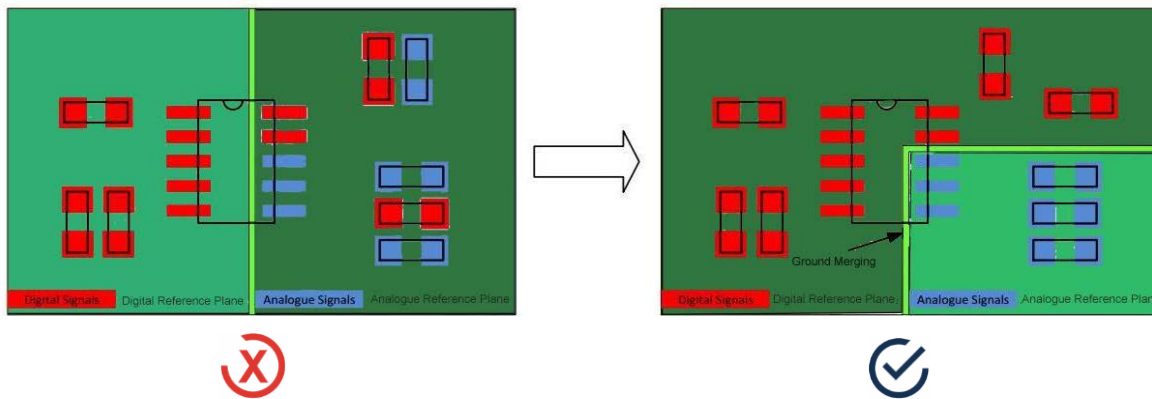 Digital Signals Digital Reference Plane Analogue Signals Analogue Reference Plane
X
Ground Merging
Digital Signals Digital Reference Plane Analogue Signals Analogue Reference Plan